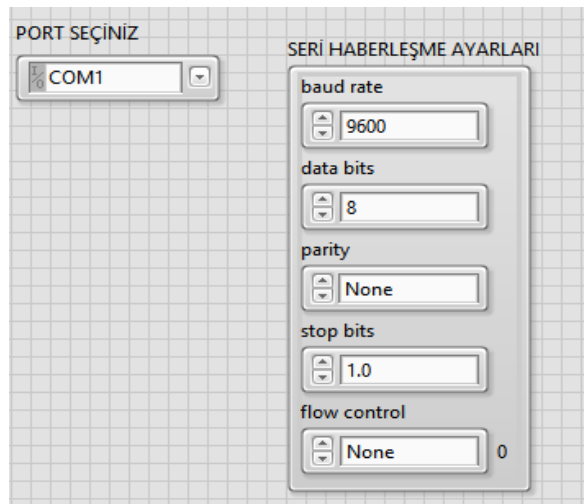 PORT SEÇİNİZ
COM1
SERİ HABERLEŞME AYARLARI
baud rate
9600
data bits
8
parity
None
stop bits
1.0
flow control
None 0